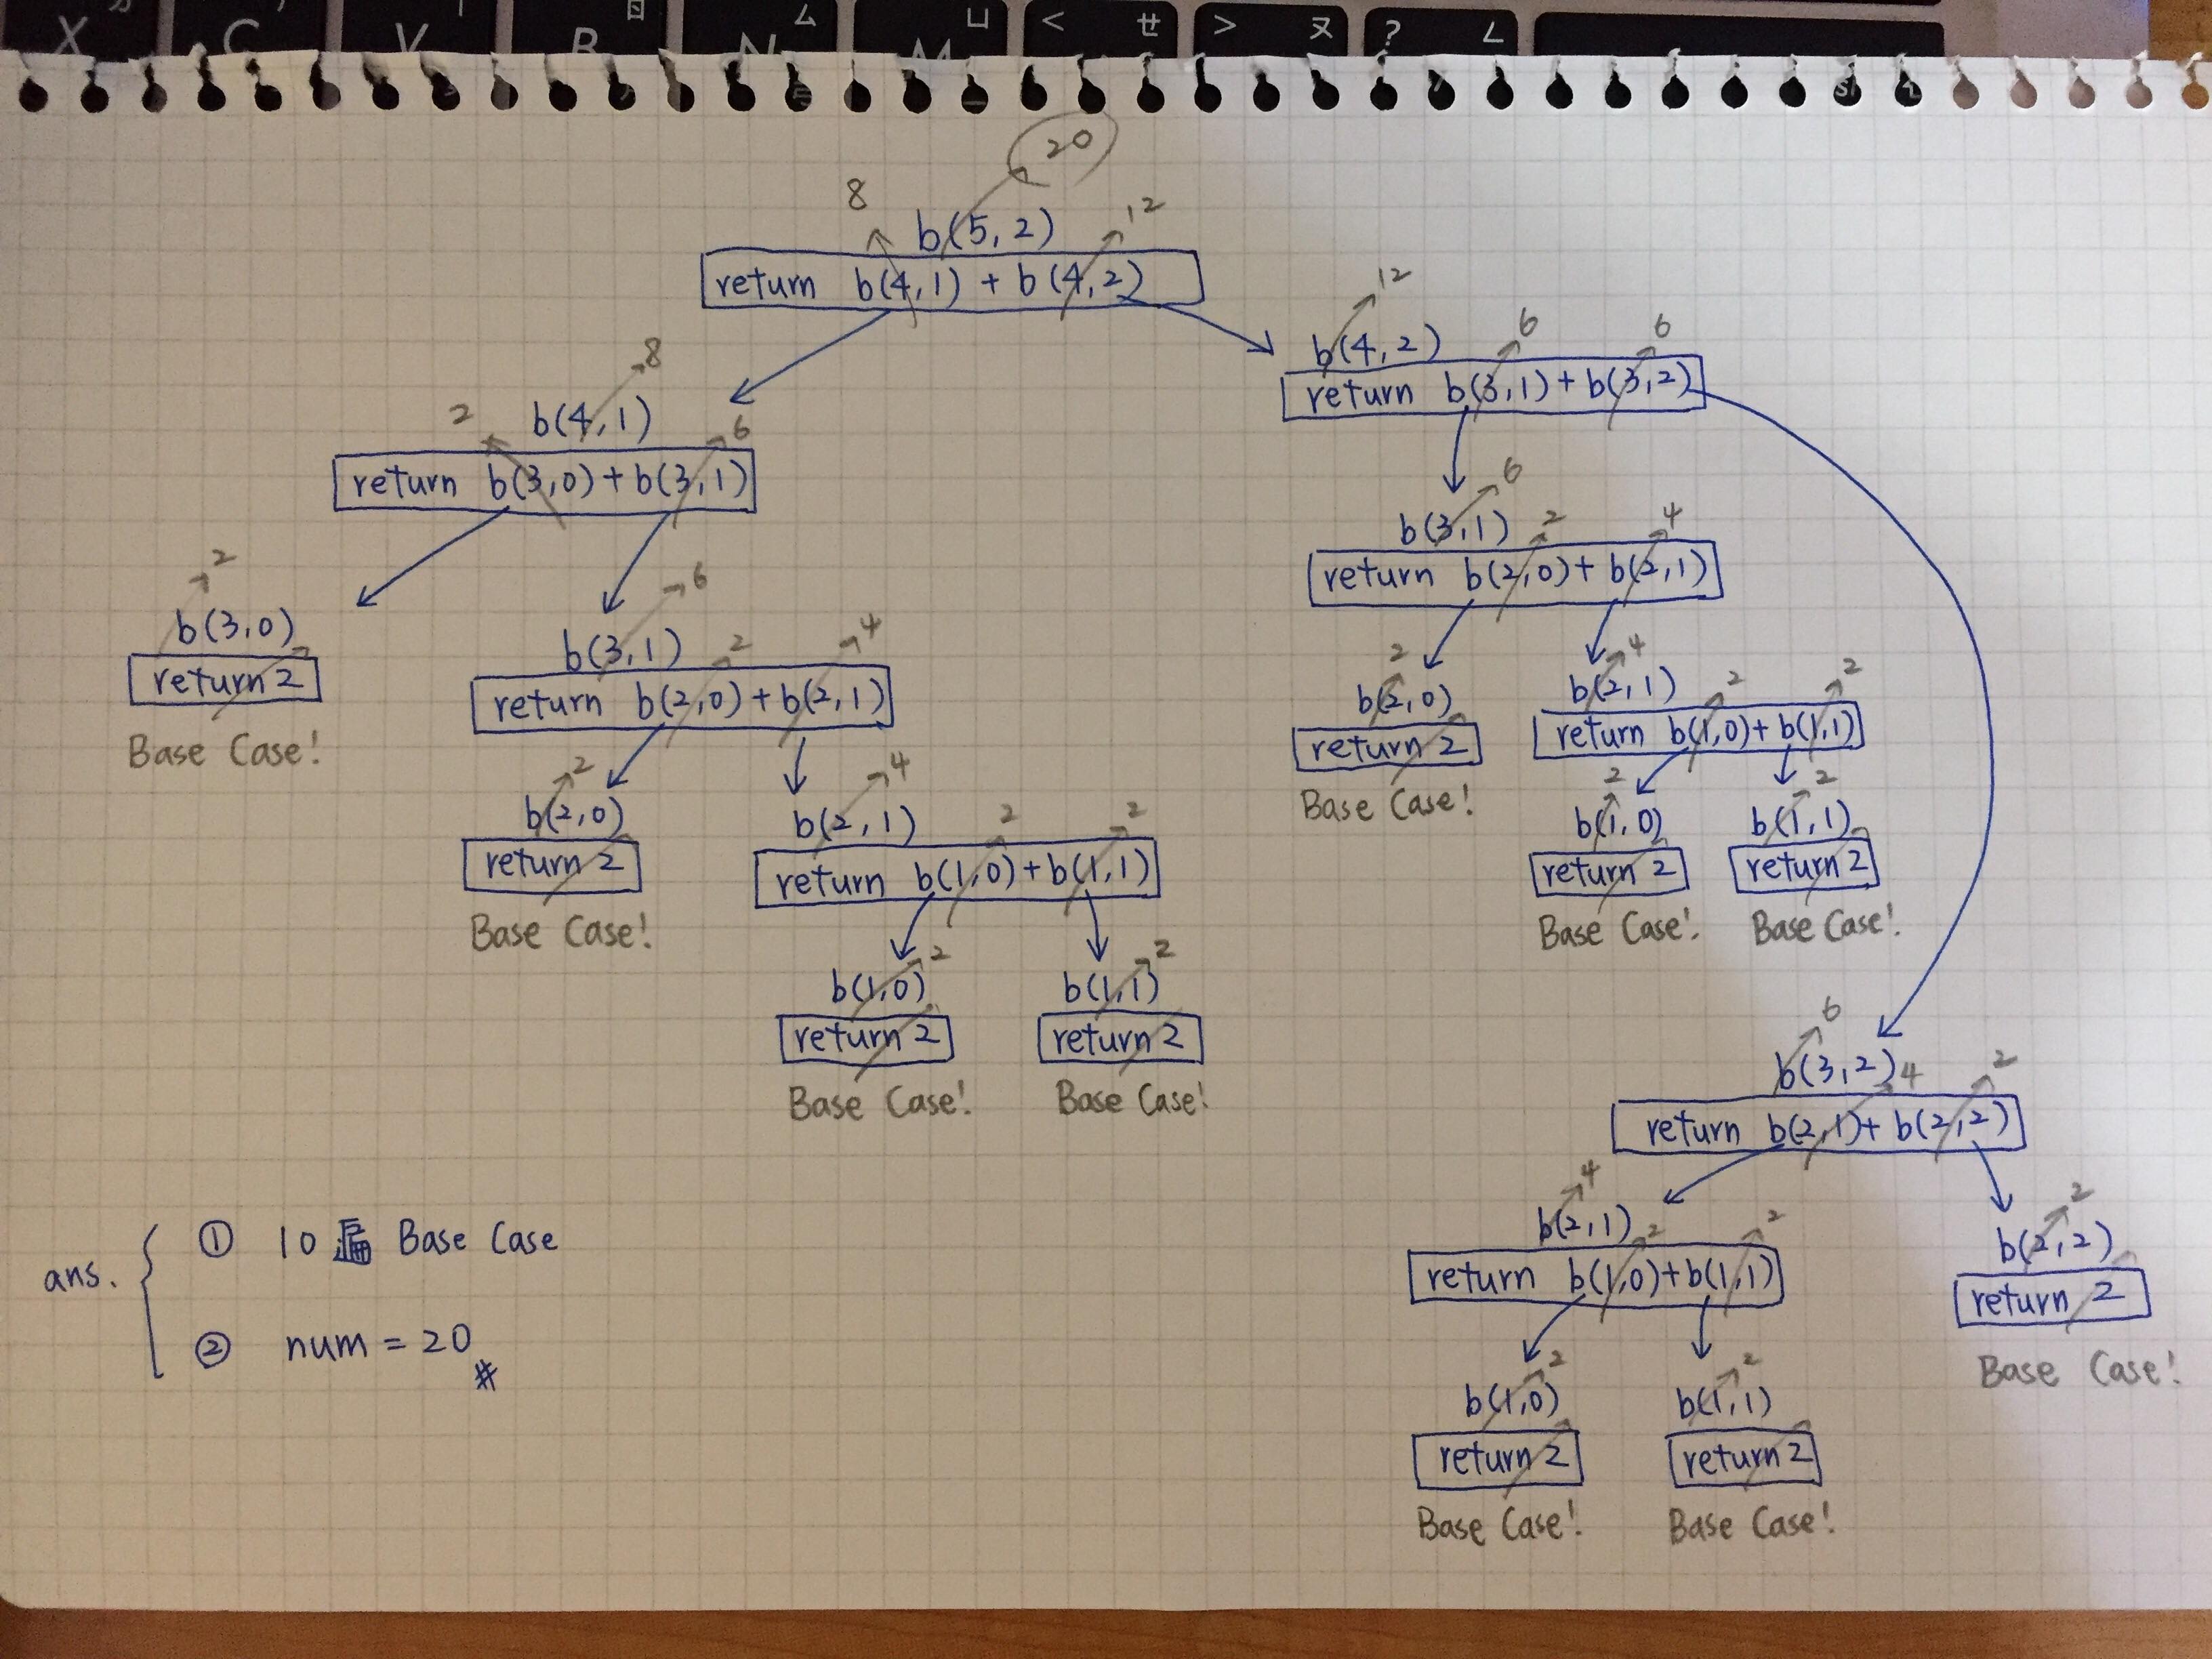 X C V B N ㄙ M ㄩ < ㄝ > ㄡ ? ㄥ
20
8 12
b(5,2)
return b(4,1) + b(4,2)
12 6 6
b(4,2)
return b(3,1) + b(3,2)
2 8 6
b(4,1)
return b(3,0) + b(3,1)
6 2 4
b(3,1)
return b(2,0) + b(2,1)
2
b(3,0)
return 2
Base Case!
6 2 4
b(3,1)
return b(2,0) + b(2,1)
2
b(2,0)
return 2
Base Case!
4 2 2
b(2,1)
return b(1,0) + b(1,1)
2
b(1,0)
return 2
Base Case!
2
b(1,1)
return 2
Base Case!
2
b(2,0)
return 2
Base Case!
4 2 2
b(2,1)
return b(1,0) + b(1,1)
2
b(1,0)
return 2
Base Case!
2
b(1,1)
return 2
Base Case!
6 4 2
b(3,2)
return b(2,1) + b(2,2)
4 2 2
b(2,1)
return b(1,0) + b(1,1)
2
b(2,2)
return 2
Base Case!
2
b(1,0)
return 2
Base Case!
2
b(1,1)
return 2
Base Case!
ans.
① 10遍 Base Case
② num = 20 #